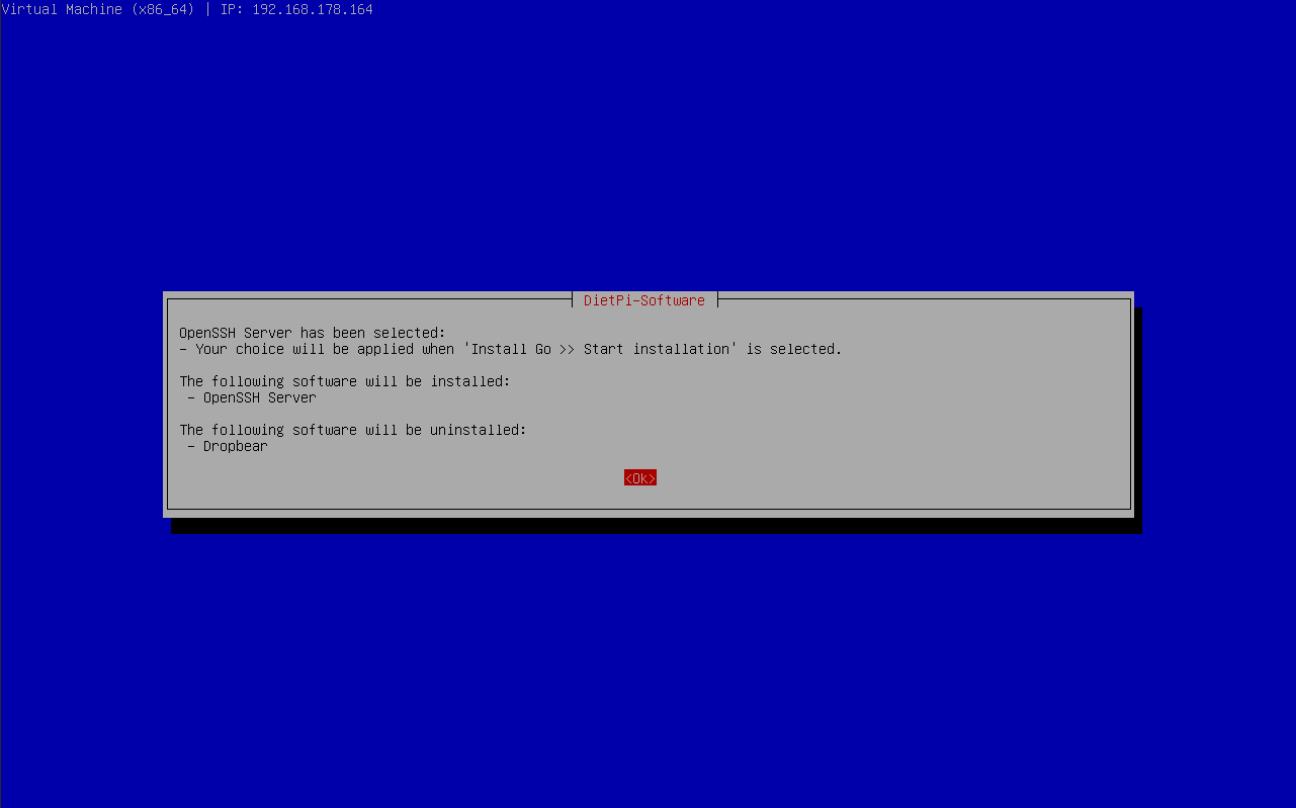 Virtual Machine (x86_64) | IP: 192.168.178.164
DietPi-Software
OpenSSH Server has been selected:
- Your choice will be applied when 'Install Go >> Start installation' is selected.
The following software will be installed:
- OpenSSH Server
The following software will be uninstalled:
- Dropbear
<Ok>